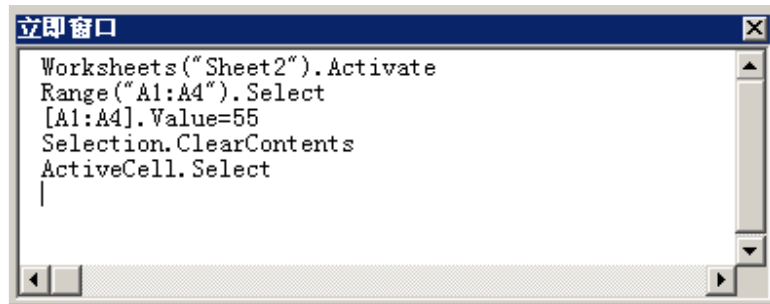 立即窗口
Worksheets("Sheet2").Activate
Range("A1:A4").Select
[A1:A4].Value=55
Selection.ClearContents
ActiveCell.Select